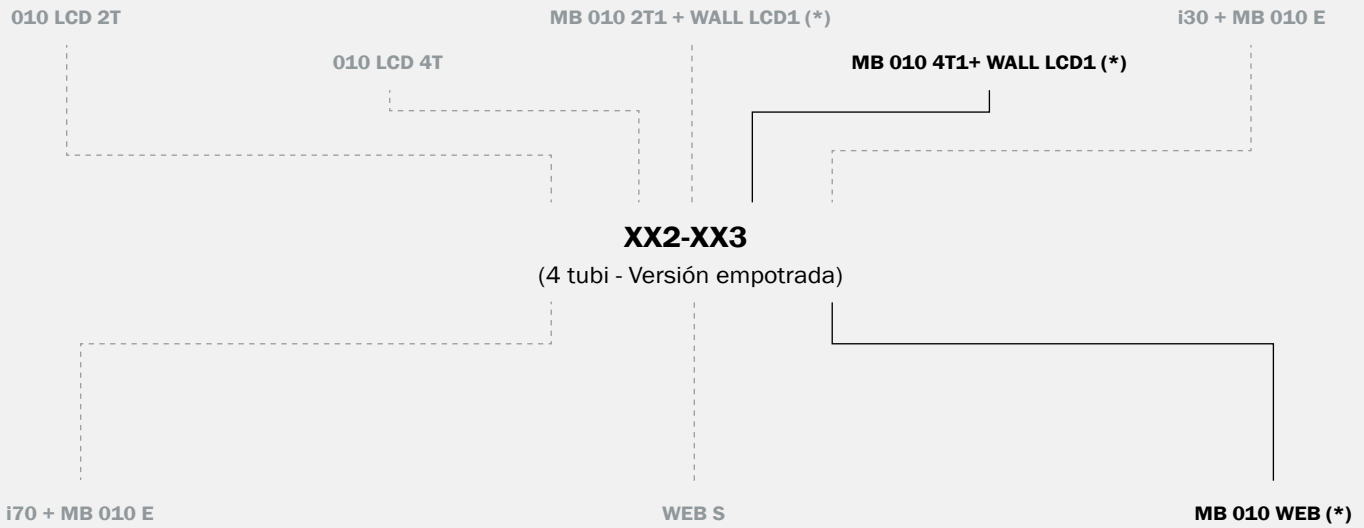 010 LCD 2T
MB 010 2T1 + WALL LCD1 (*)
i30 + MB 010 E
010 LCD 4T
MB 010 4T1+ WALL LCD1 (*)
XX2-XX3
(4 tubi - Versión empotrada)
i70 + MB 010 E
WEB S
MB 010 WEB (*)